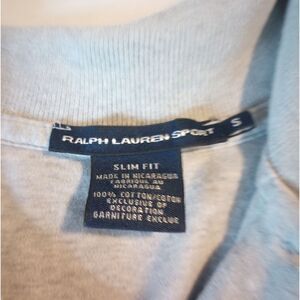 RALPH LAUREN SPORT S
SLIM FIT
MADE IN NICARAGUA
FABRIQUE AU
NICARAGUA
100% COTTON/COTON
EXCLUSIVE OF
DECORATION
GARNITURE EXCLUE